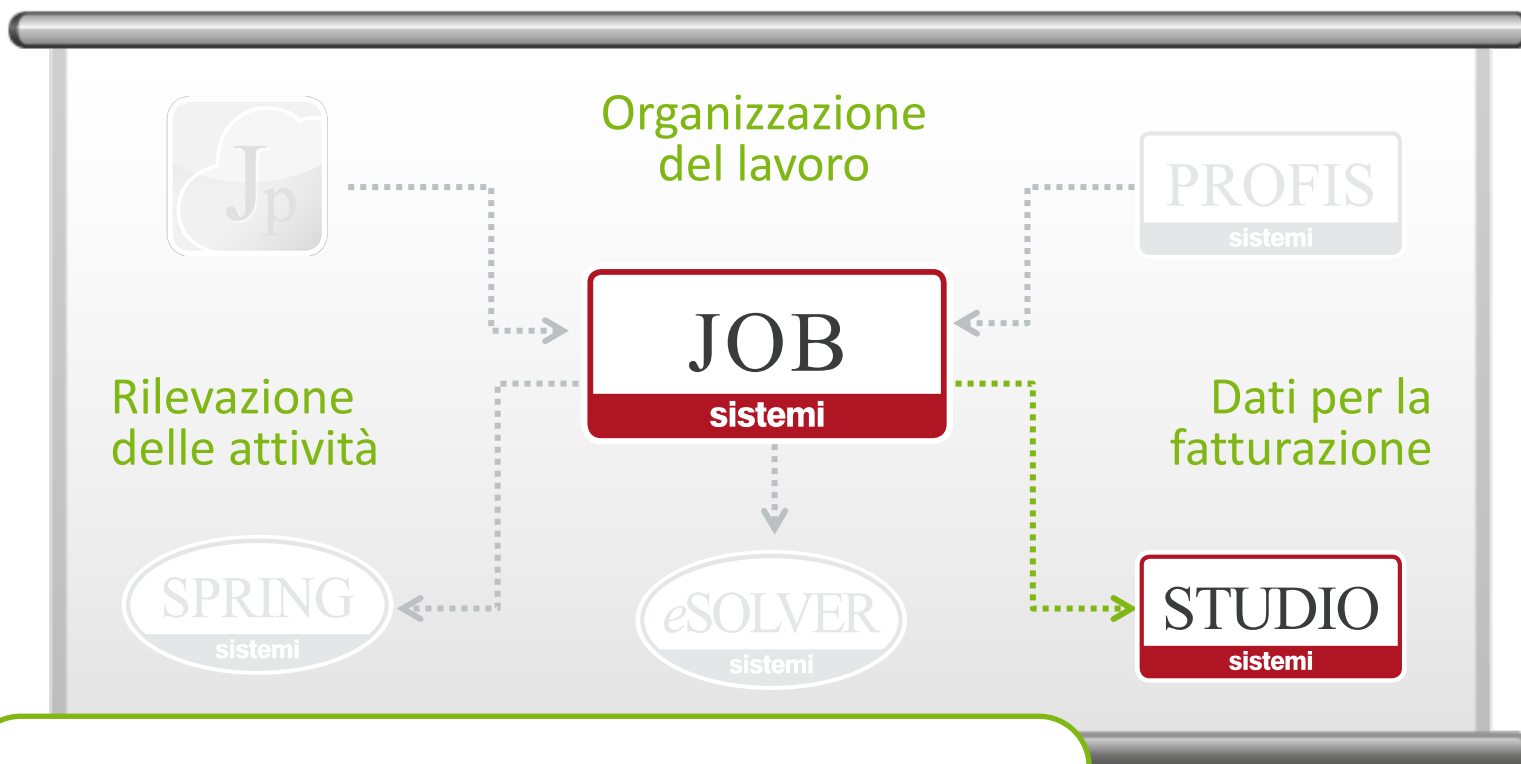 Organizzazione
del lavoro
Jp
PROFIS
sistemi
JOB
sistemi
Rilevazione
delle attività
Dati per la
fatturazione
SPRING
sistemi
eSOLVER
sistemi
STUDIO
sistemi